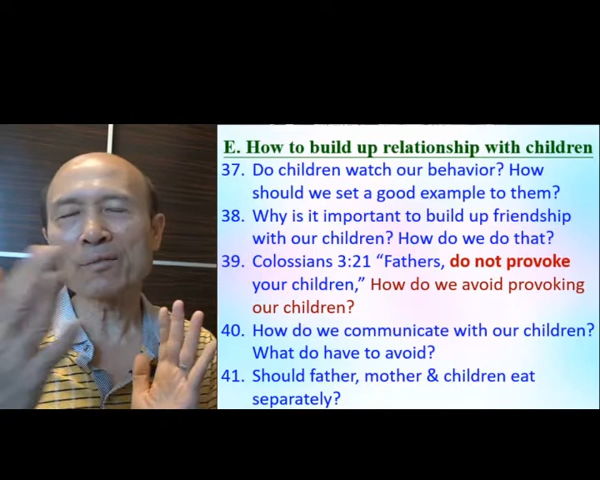 E. How to build up relationship with children
37. Do children watch our behavior? How
should we set a good example to them?
38. Why is it important to build up friendship
with our children? How do we do that?
39. Colossians 3:21 “Fathers, do not provoke
your children,” How do we avoid provoking
our children?
40. How do we communicate with our children?
What do have to avoid?
41. Should father, mother & children eat
separately?